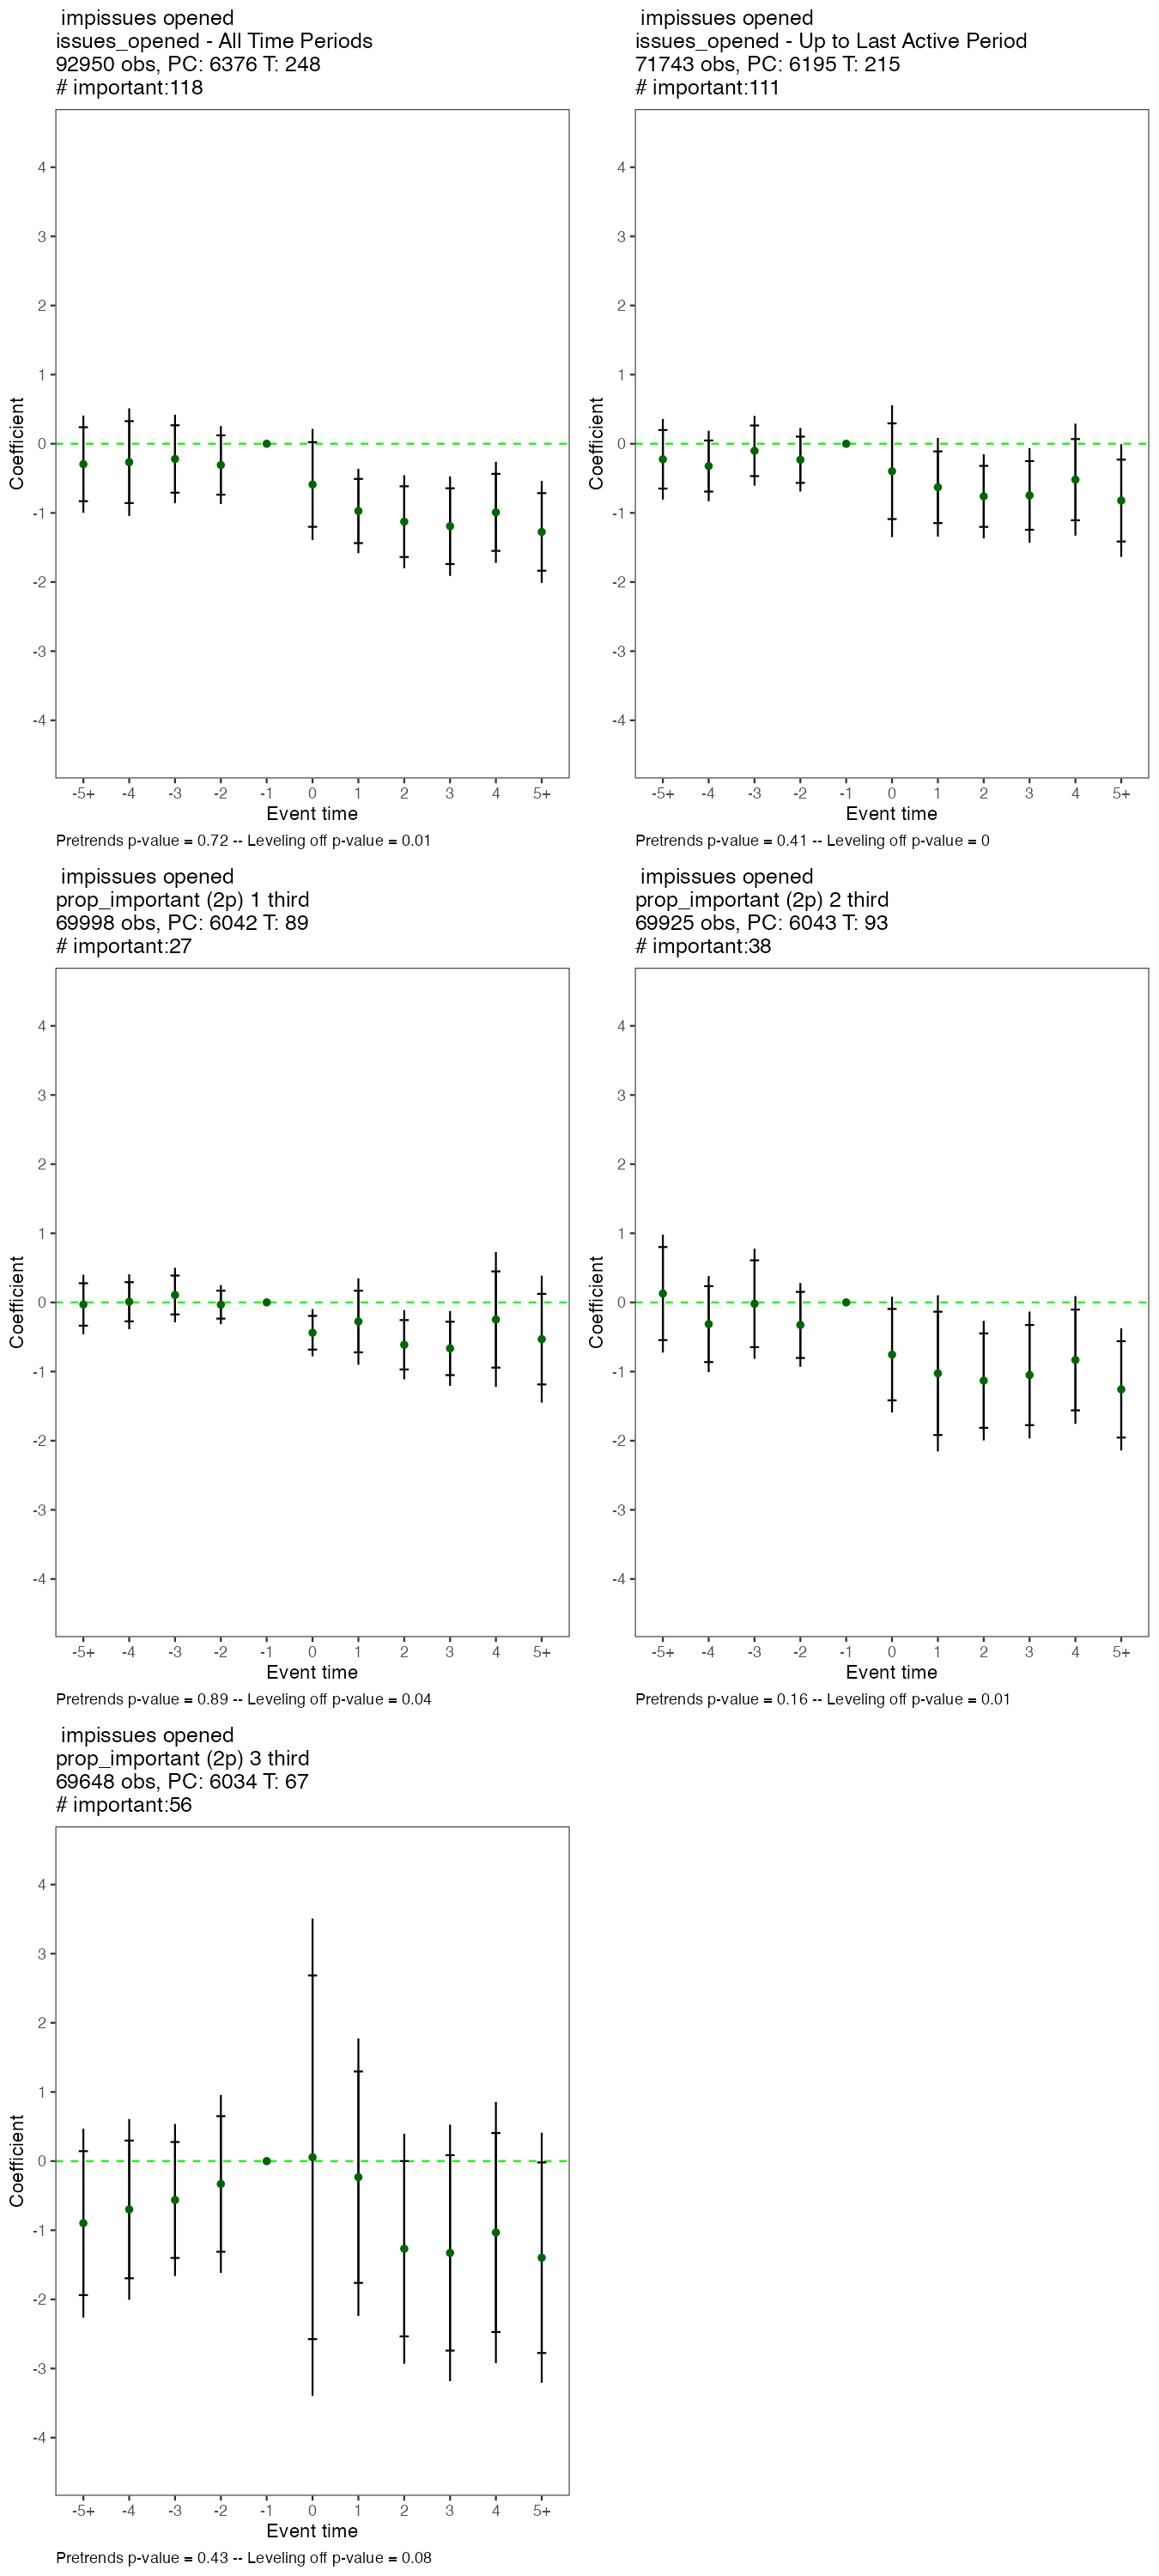 impissues opened
issues_opened - All Time Periods
92950 obs, PC: 6376 T: 248
# important:118
4
3
2
1
0
-1
-2
-3
-4
Coefficient
-5+ -4 -3 -2 -1 0 1 2 3 4 5+
Event time
Pretrends p-value = 0.72 -- Leveling off p-value = 0.01
impissues opened
issues_opened - Up to Last Active Period
71743 obs, PC: 6195 T: 215
# important:111
4
3
2
1
0
-1
-2
-3
-4
Coefficient
-5+ -4 -3 -2 -1 0 1 2 3 4 5+
Event time
Pretrends p-value = 0.41 -- Leveling off p-value = 0
impissues opened
prop_important (2p) 1 third
69998 obs, PC: 6042 T: 89
# important:27
4
3
2
1
0
-1
-2
-3
-4
Coefficient
-5+ -4 -3 -2 -1 0 1 2 3 4 5+
Event time
Pretrends p-value = 0.89 -- Leveling off p-value = 0.04
impissues opened
prop_important (2p) 2 third
69925 obs, PC: 6043 T: 93
# important:38
4
3
2
1
0
-1
-2
-3
-4
Coefficient
-5+ -4 -3 -2 -1 0 1 2 3 4 5+
Event time
Pretrends p-value = 0.16 -- Leveling off p-value = 0.01
impissues opened
prop_important (2p) 3 third
69648 obs, PC: 6034 T: 67
# important:56
4
3
2
1
0
-1
-2
-3
-4
Coefficient
-5+ -4 -3 -2 -1 0 1 2 3 4 5+
Event time
Pretrends p-value = 0.43 -- Leveling off p-value = 0.08